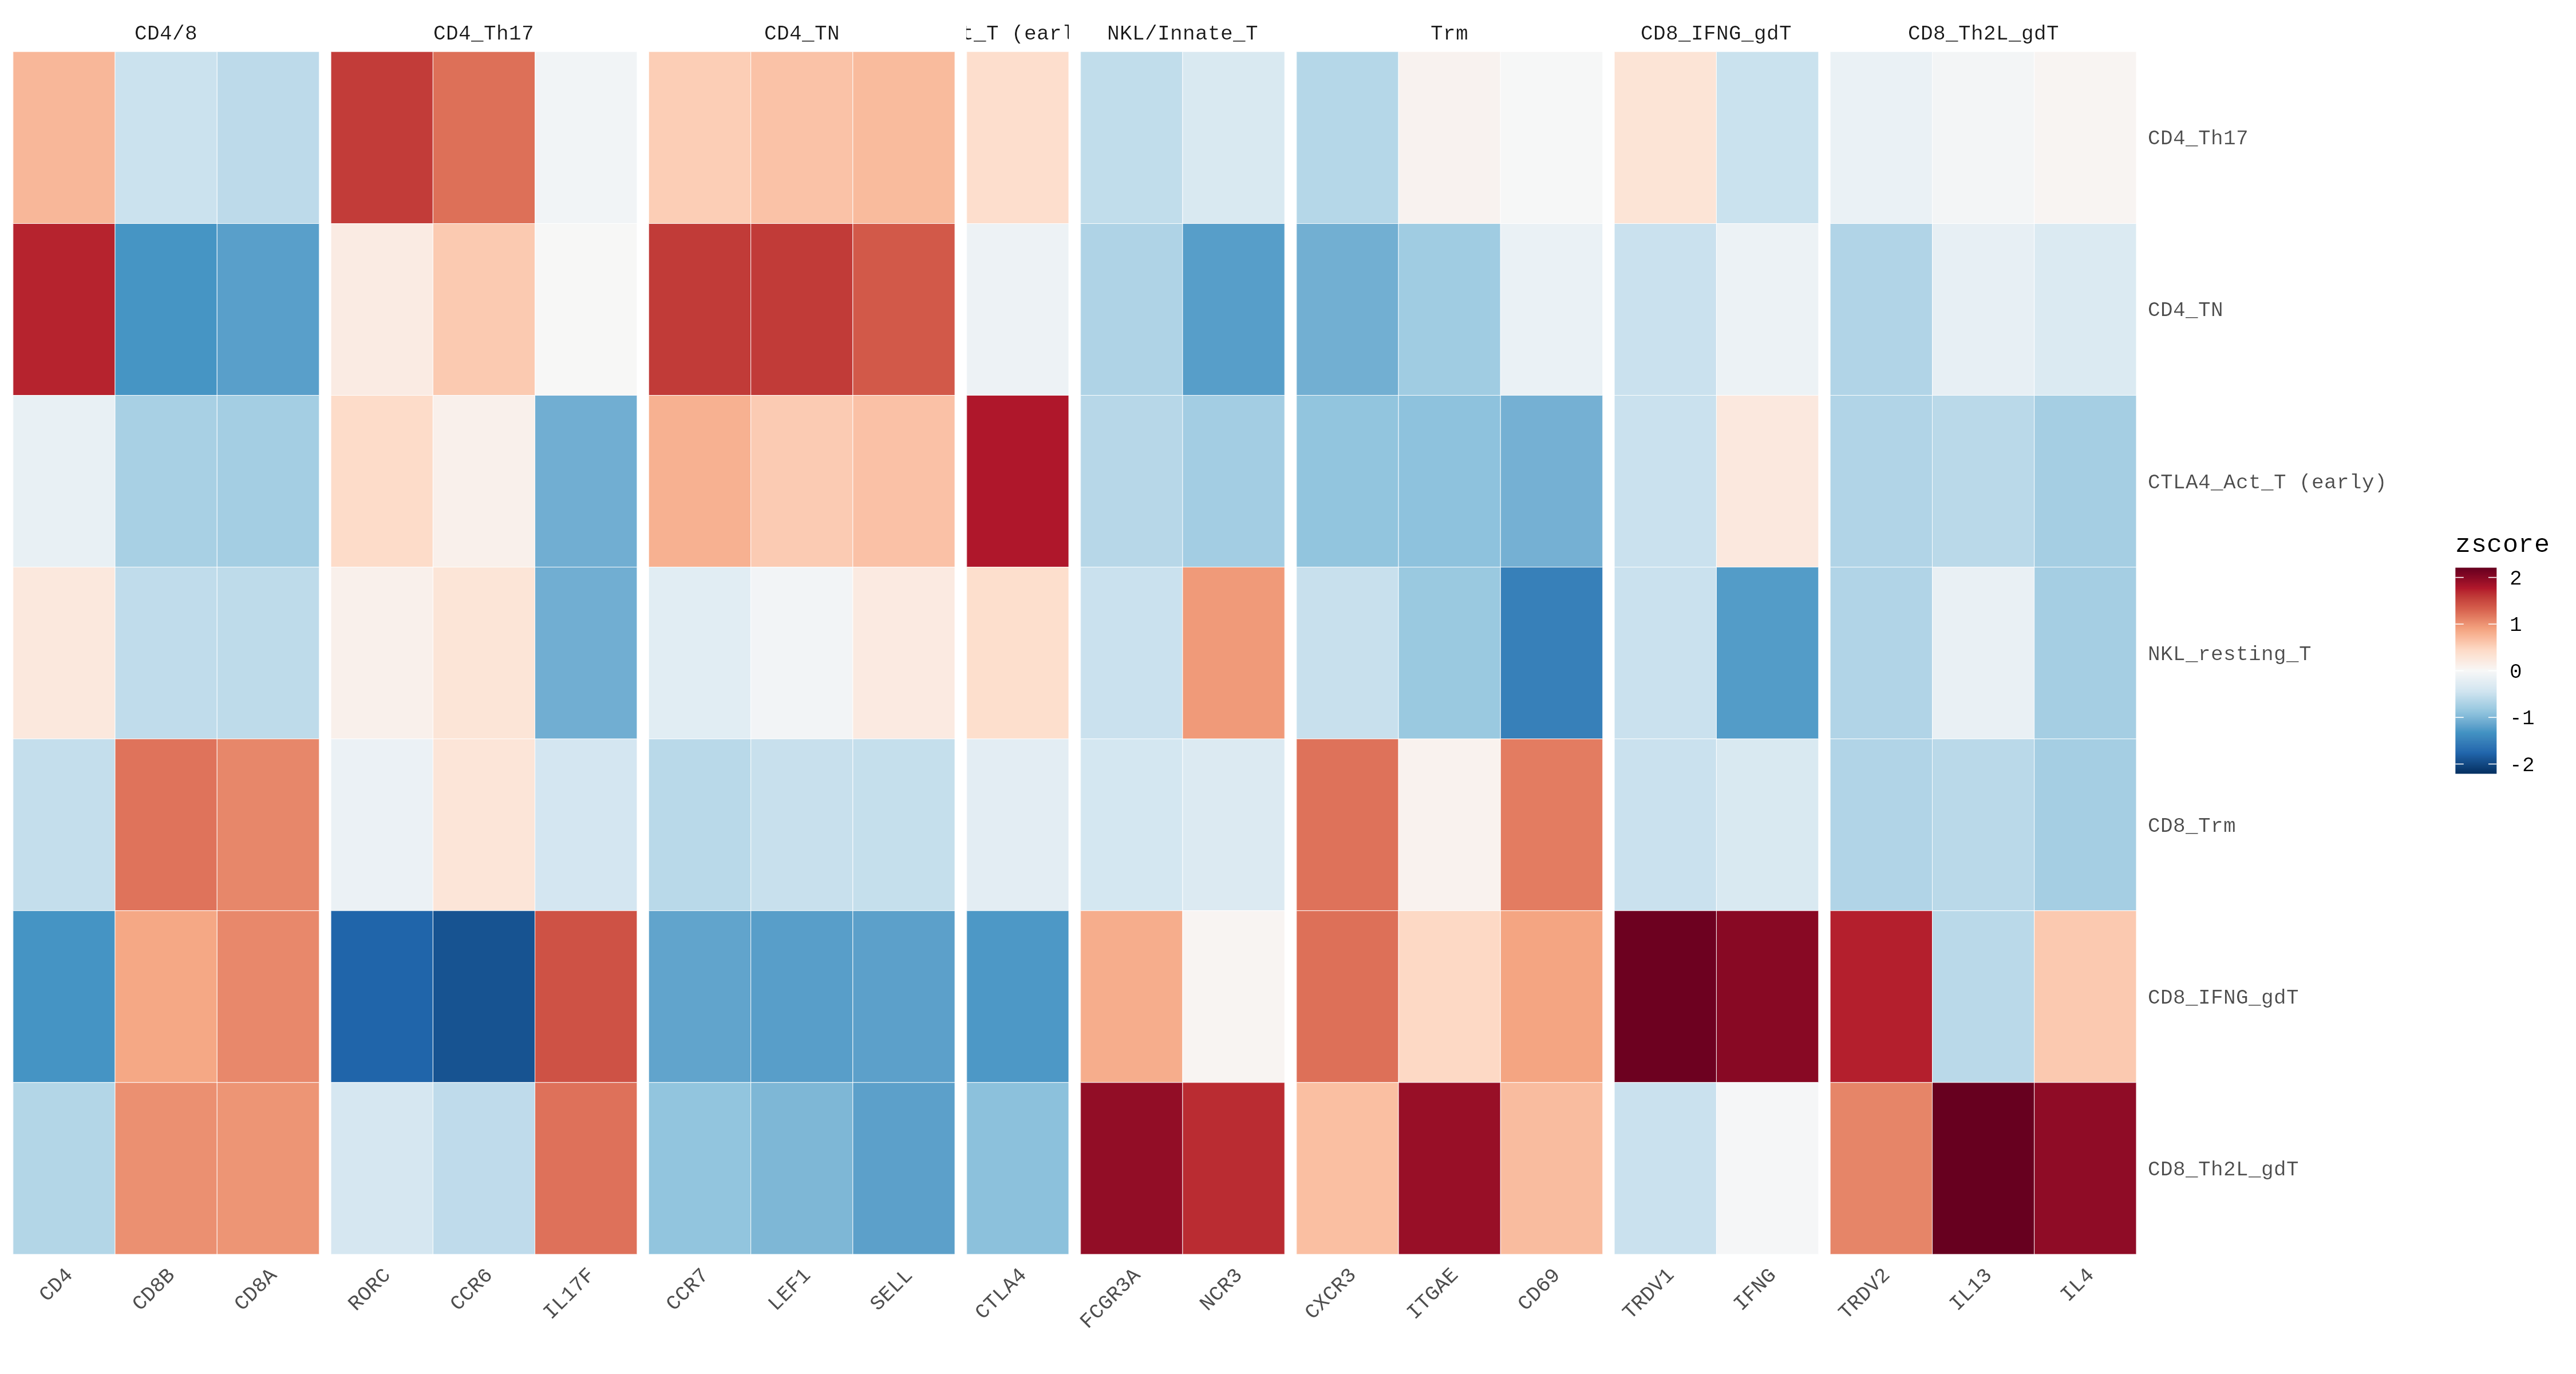 CD4/8
CD4_Th17
CD4_TN
t_T (earl
NKL/Innate_T
Trm
CD8_IFNG_gdT
CD8_Th2L_gdT
CD4_Th17
CD4_TN
CTLA4_Act_T (early)
NKL_resting_T
CD8_Trm
CD8_IFNG_gdT
CD8_Th2L_gdT
zscore
2
1
0
-1
-2
CD4
CD8B
CD8A
RORC
CCR6
IL17F
CCR7
LEF1
SELL
CTLA4
FCGR3A
NCR3
CXCR3
ITGAE
CD69
TRDV1
IFNG
TRDV2
IL13
IL4